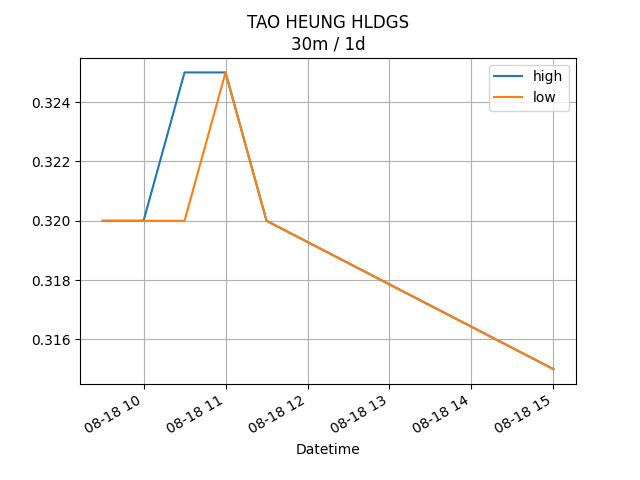 TAO HEUNG HLDGS
30m / 1d
high
low
0.324
0.322
0.320
0.318
0.316
08-18 10
08-18 11
08-18 12
08-18 13
08-18 14
08-18 15
Datetime